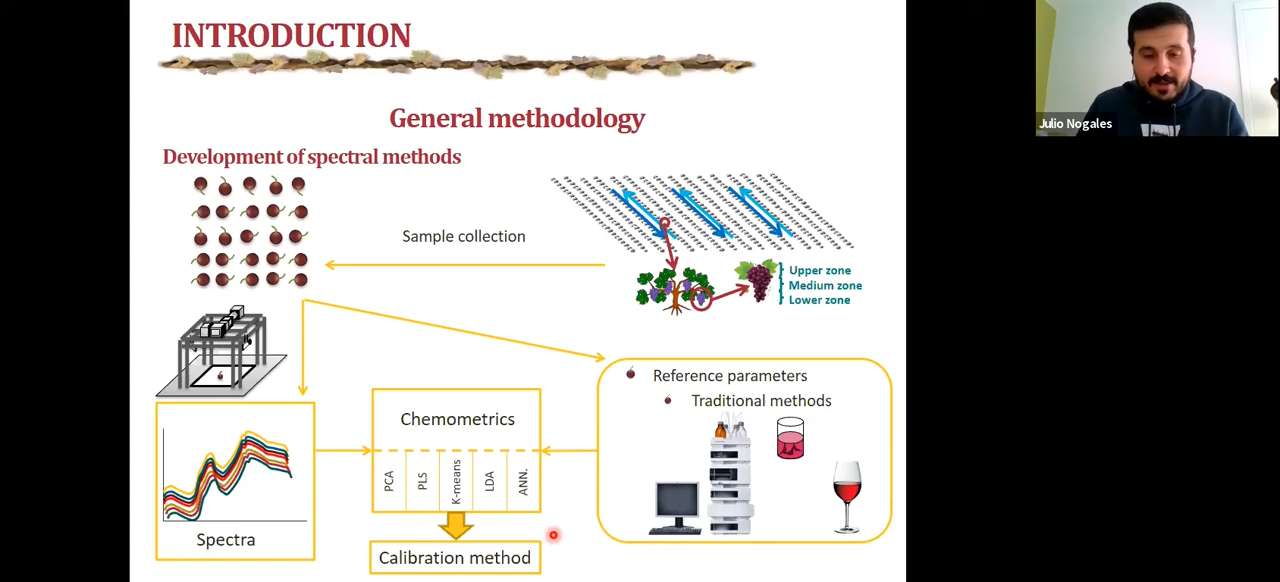 INTRODUCTION
General methodology
Development of spectral methods
Sample collection
Upper zone
Medium zone
Lower zone
Reference parameters
Traditional methods
Chemometrics
PCA
PLS
K-means
LDA
ANN.
Spectra
Calibration method
Julio Nogales